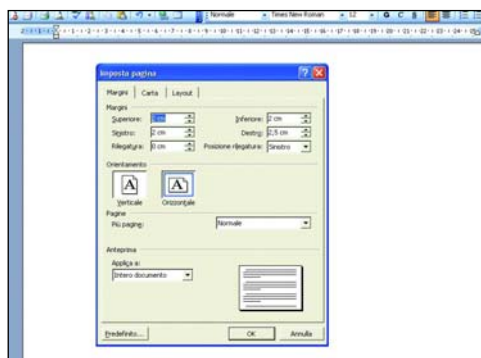 Normale Times New Roman 12 G C S
Imposta pagina
Margini Carta Layout
Margini
Superiore: Inferiore: 2 cm
Sinistro: 2 cm Destro: 2,5 cm
Rilegatura: 0 cm Posizione rilegatura: Sinistro
Orientamento
A A
Verticale Orizzontale
Pagine
Più pagine: Normale
Anteprima
Applica a:
Intero documento
Predefinito... OK Annulla